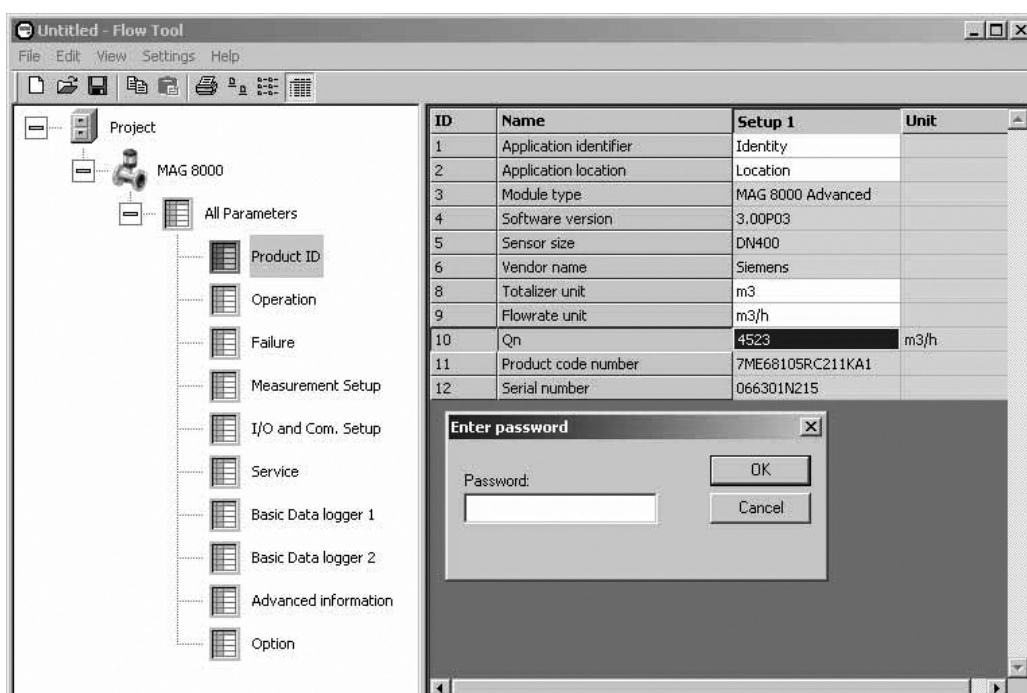 Untitled - Flow Tool
File Edit View Settings Help
Project
MAG 8000
All Parameters
Product ID
Operation
Failure
Measurement Setup
I/O and Com. Setup
Service
Basic Data logger 1
Basic Data logger 2
Advanced information
Option
ID Name Setup 1 Unit
1 Application identifier Identity
2 Application location Location
3 Module type MAG 8000 Advanced
4 Software version 3.00P03
5 Sensor size DN400
6 Vendor name Siemens
8 Totalizer unit m3
9 Flowrate unit m3/h
10 Qn 4523 m3/h
11 Product code number 7ME68105RC211KA1
12 Serial number 066301N215
Enter password
Password:
OK
Cancel